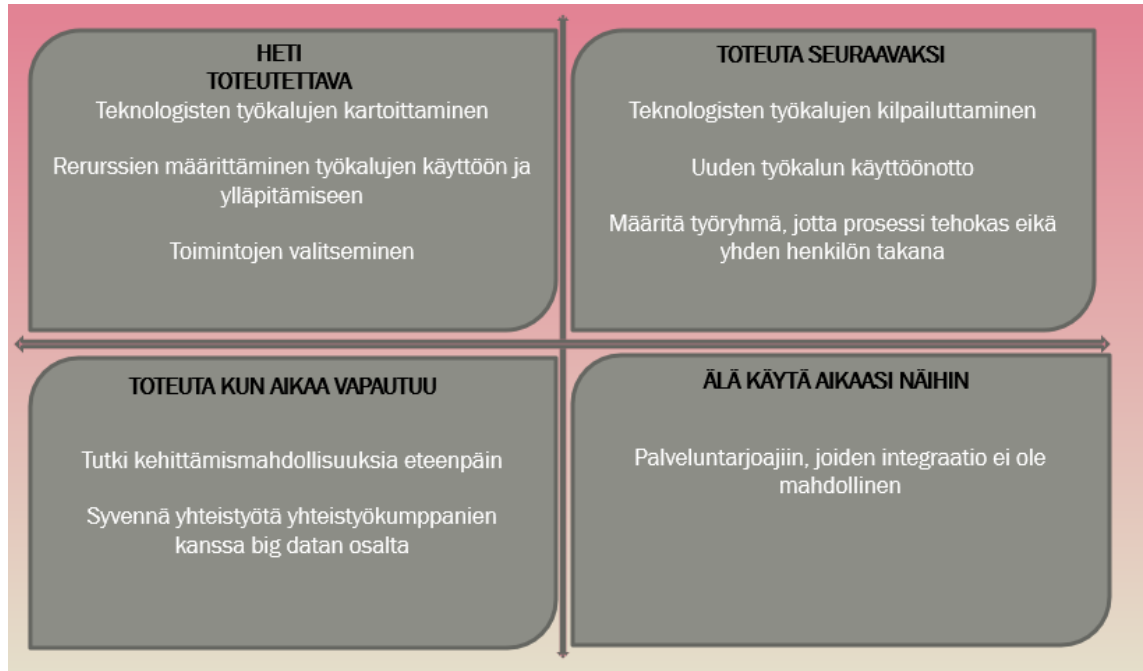 HETI
TOTEUTETTAVA
Teknologisten työkalujen kartoittaminen
Rerurssien määrittäminen työkalujen käyttöön ja
ylläpitämiseen
Toimintojen valitseminen
TOTEUTA SEURAAVAKSI
Teknologisten työkalujen kilpailuttaminen
Uuden työkalun käyttöönotto
Määritä työryhmä, jotta prosessi tehokas eikä
yhden henkilön takana
TOTEUTA KUN AIKAA VAPAUTUU
Tutki kehittämismahdollisuuksia eteenpäin
Syvennä yhteistyötä yhteistyökumppanien
kanssa big datan osalta
ÄLÄ KÄYTÄ AIKAASI NÄIHIN
Palveluntarjoajiin, joiden integraatio ei ole
mahdollinen